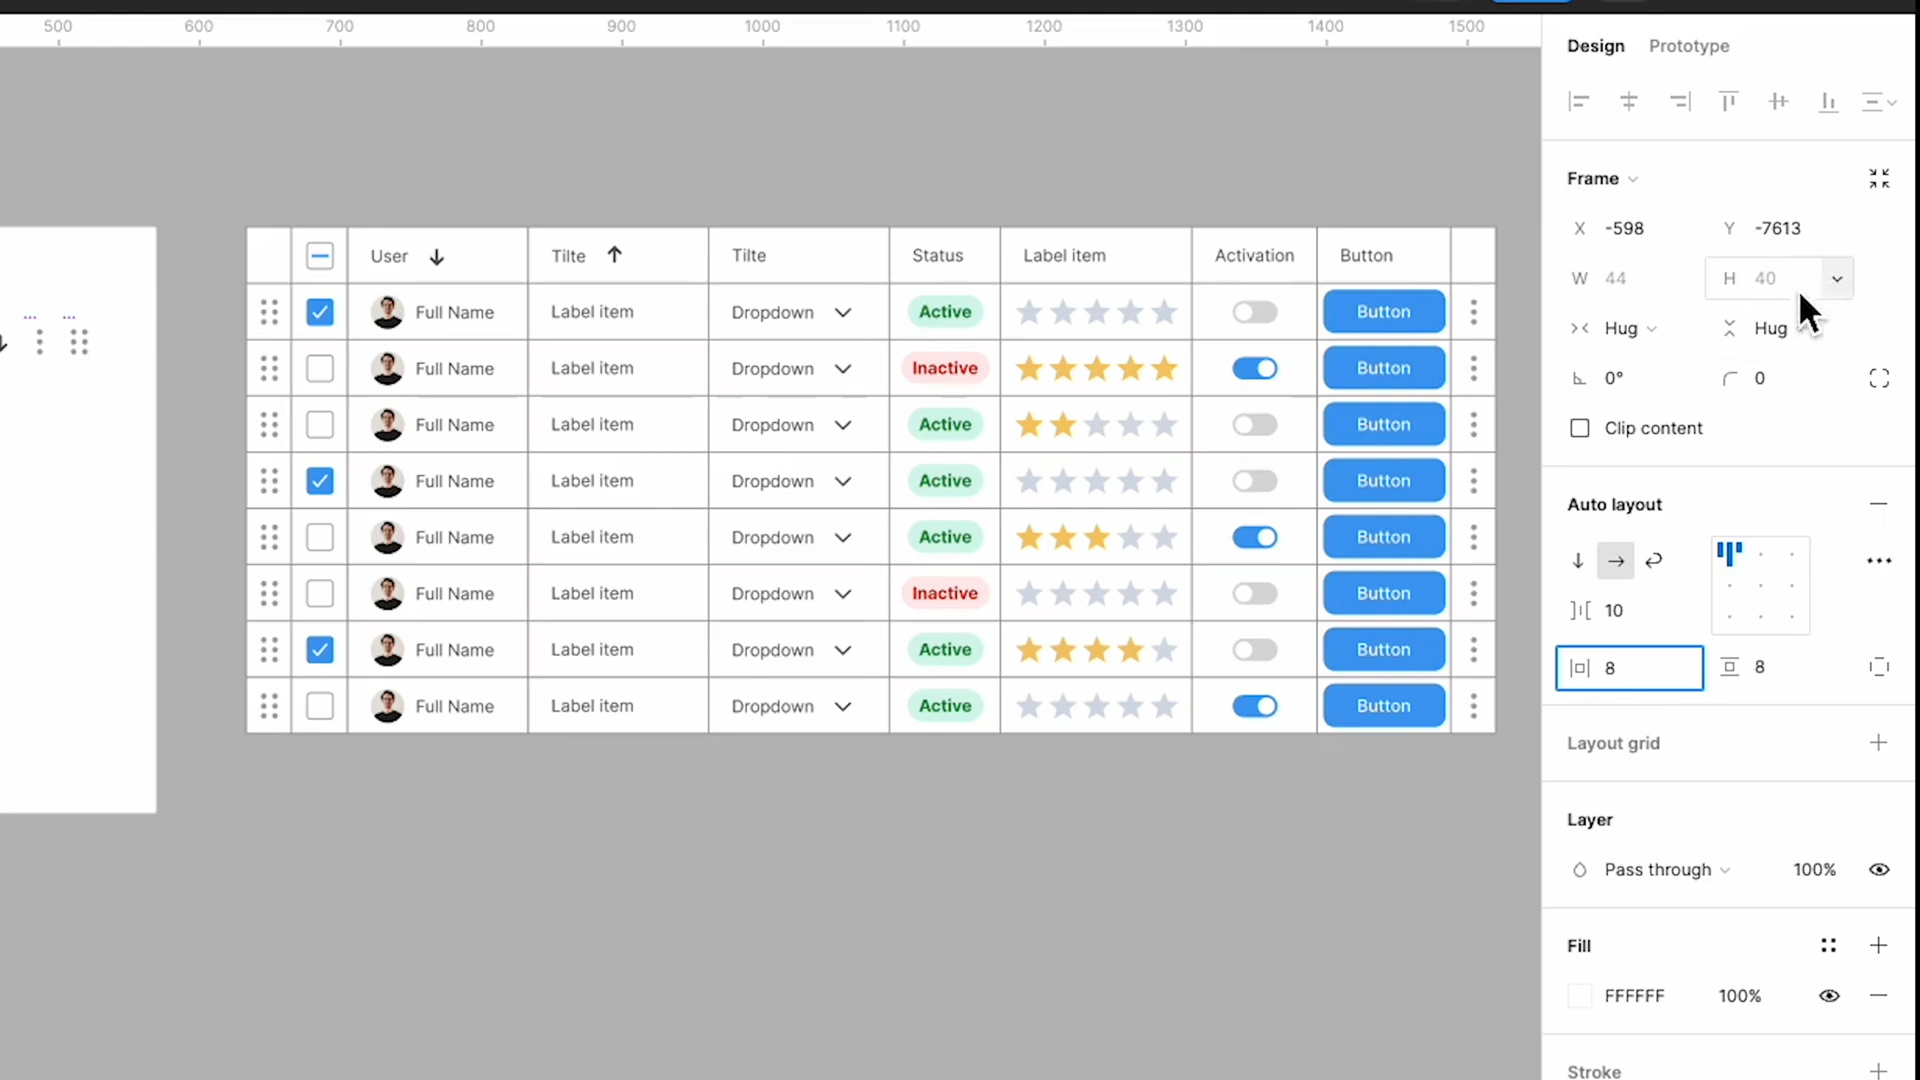 500 600 700 800 900 1000 1100 1200 1300 1400 1500
Design Prototype
Frame
X -598 Y -7613
W 44 H 40
Hug Hug
0° 0
Clip content
Auto layout
10
8 8
Layout grid
Layer
Pass through 100%
Fill
FFFFFF 100%
Stroke
User Tilte Tilte Status Label item Activation Button
Full Name Label item Dropdown Active Button
Full Name Label item Dropdown Inactive Button
Full Name Label item Dropdown Active Button
Full Name Label item Dropdown Active Button
Full Name Label item Dropdown Active Button
Full Name Label item Dropdown Inactive Button
Full Name Label item Dropdown Active Button
Full Name Label item Dropdown Active Button